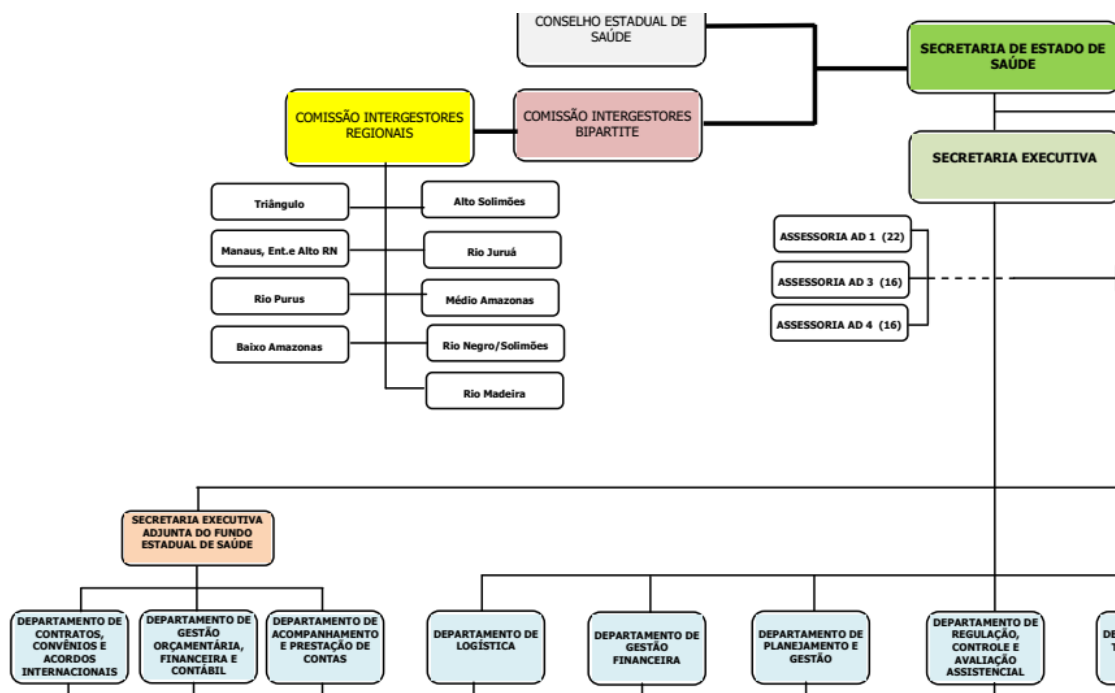 CONSELHO ESTADUAL DE
SAÚDE
SECRETARIA DE ESTADO DE
SAÚDE
COMISSÃO INTERGESTORES
REGIONAIS
COMISSÃO INTERGESTORES
BIPARTITE
SECRETARIA EXECUTIVA
Triângulo
Alto Solimões
Manaus, Ent.e Alto RN
Rio Juruá
Rio Purus
Médio Amazonas
Baixo Amazonas
Rio Negro/Solimões
Rio Madeira
ASSESSORIA AD 1 (22)
ASSESSORIA AD 3 (16)
ASSESSORIA AD 4 (16)
SECRETARIA EXECUTIVA
ADJUNTA DO FUNDO
ESTADUAL DE SAÚDE
DEPARTAMENTO DE
CONTRATOS,
CONVÊNIOS E
ACORDOS
INTERNACIONAIS
DEPARTAMENTO DE
GESTÃO
ORÇAMENTÁRIA,
FINANCEIRA E
CONTÁBIL
DEPARTAMENTO DE
ACOMPANHAMENTO
E PRESTAÇÃO DE
CONTAS
DEPARTAMENTO DE
LOGÍSTICA
DEPARTAMENTO DE
GESTÃO
FINANCEIRA
DEPARTAMENTO DE
PLANEJAMENTO E
GESTÃO
DEPARTAMENTO DE
REGULAÇÃO,
CONTROLE E
AVALIAÇÃO
ASSISTENCIAL